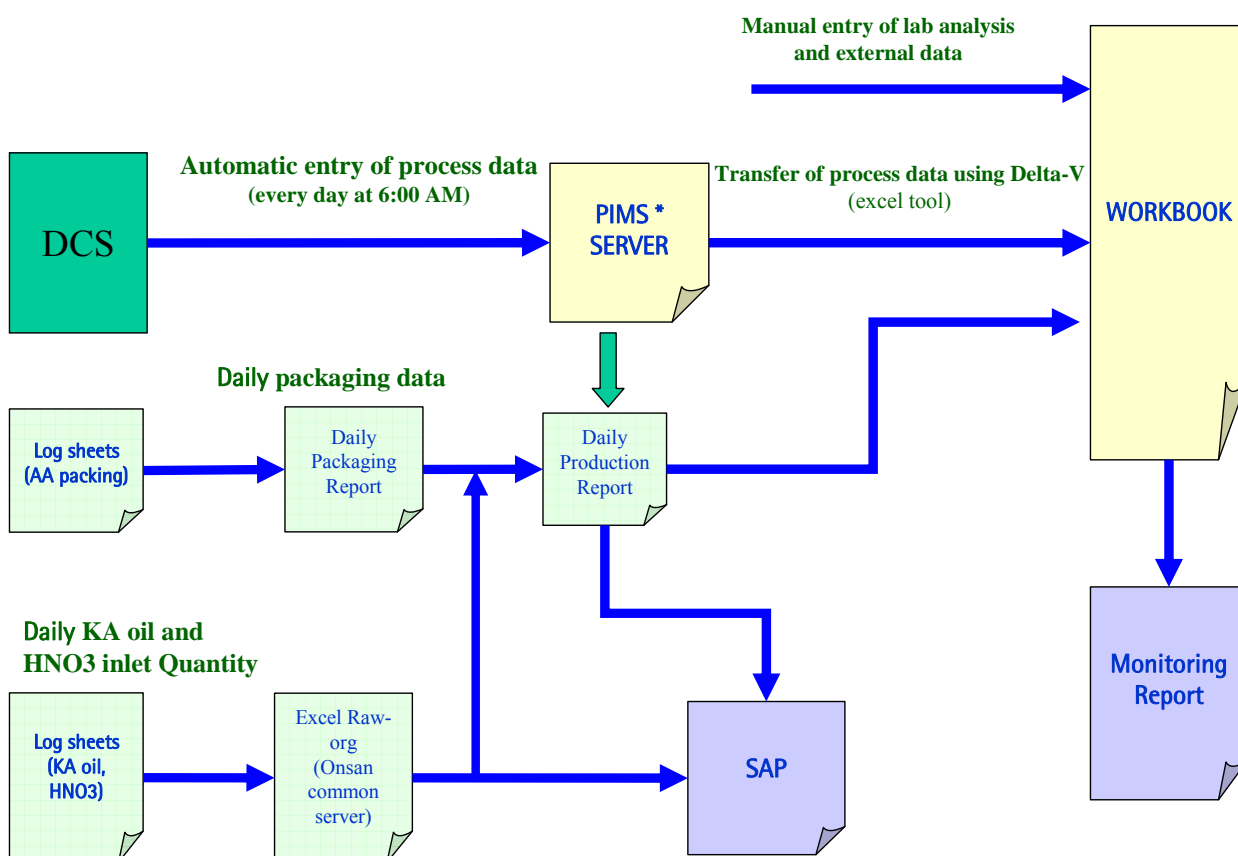 Manual entry of lab analysis
and external data
Automatic entry of process data
(every day at 6:00 AM)
Transfer of process data using Delta-V
(excel tool)
DCS
PIMS *
SERVER
WORKBOOK
Daily packaging data
Log sheets
(AA packing)
Daily
Packaging
Report
Daily
Production
Report
Daily KA oil and
HNO3 inlet Quantity
Log sheets
(KA oil,
HNO3)
Excel Raw-
org
(Onsan
common
server)
SAP
Monitoring
Report